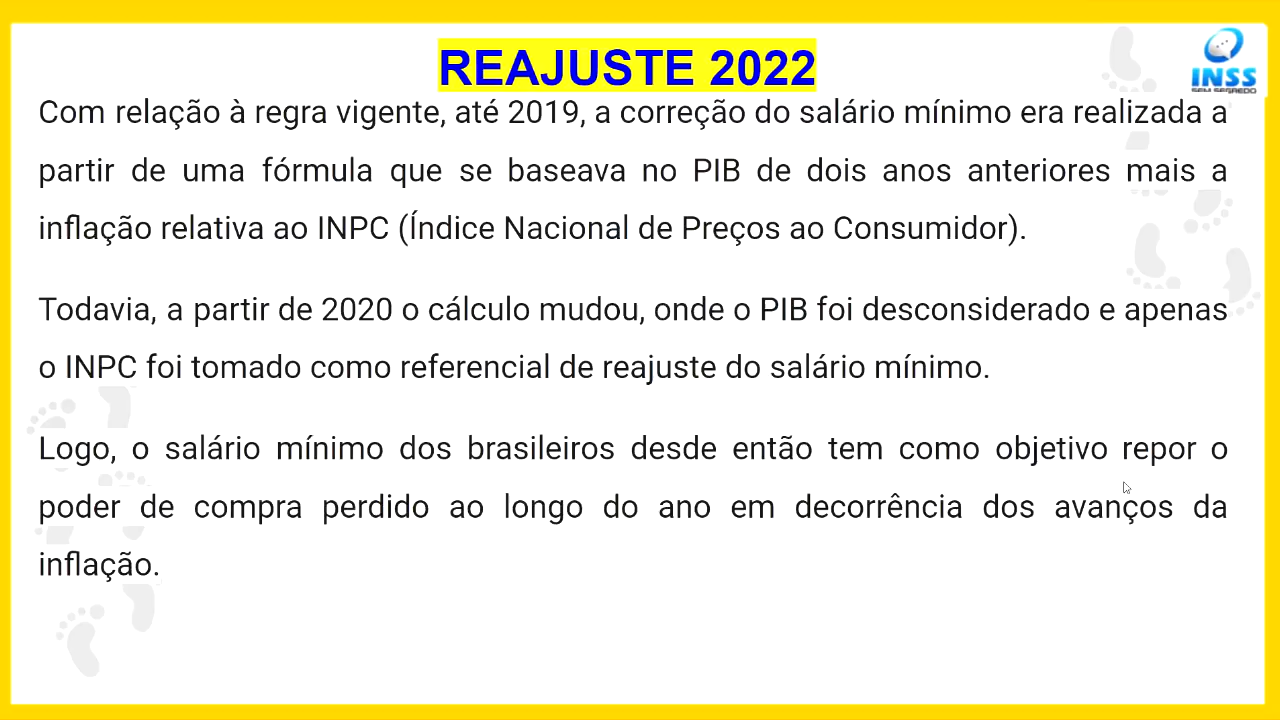 REAJUSTE 2022
INSS
SEM SEGREDO
Com relação à regra vigente, até 2019, a correção do salário mínimo era realizada a
partir de uma fórmula que se baseava no PIB de dois anos anteriores mais a
inflação relativa ao INPC (Índice Nacional de Preços ao Consumidor).
Todavia, a partir de 2020 o cálculo mudou, onde o PIB foi desconsiderado e apenas
o INPC foi tomado como referencial de reajuste do salário mínimo.
Logo, o salário mínimo dos brasileiros desde então tem como objetivo repor o
poder de compra perdido ao longo do ano em decorrência dos avanços da
inflação.